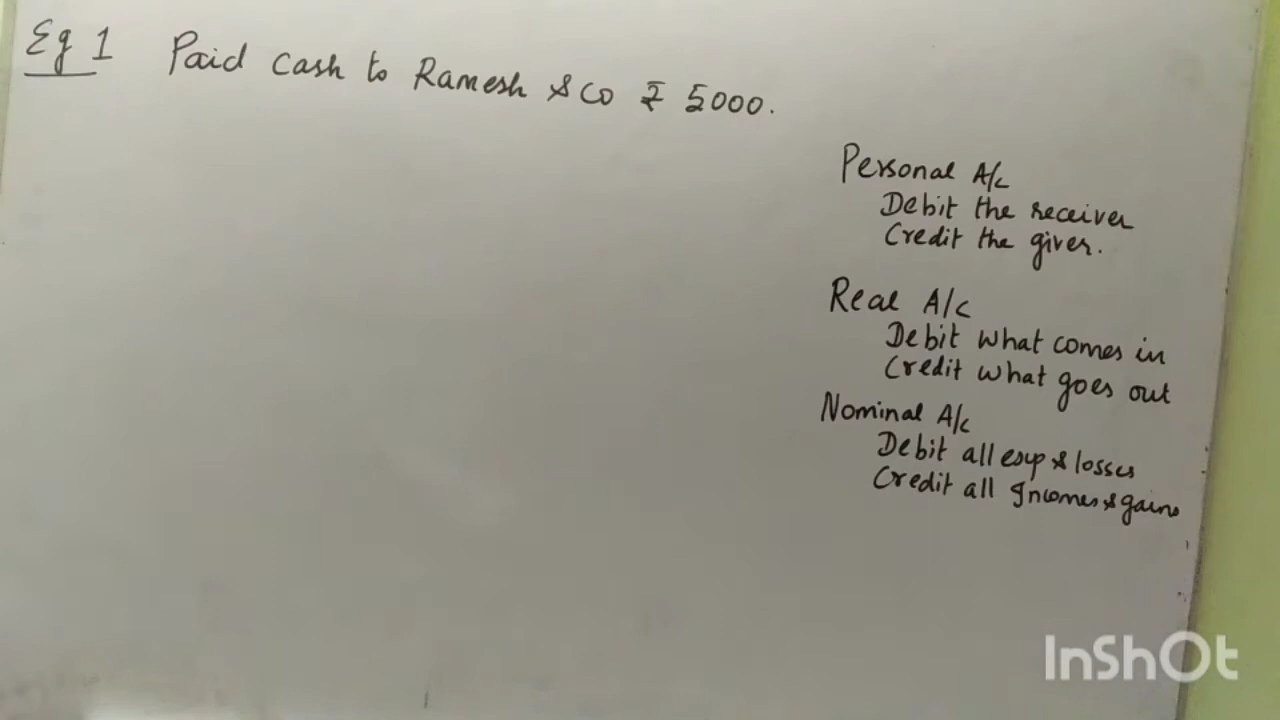 Eg 1 Paid cash to Ramesh & Co ₹ 5000.
Personal A/c
Debit the receiver
Credit the giver.
Real A/c
Debit what comes in
Credit what goes out
Nominal A/c
Debit all exp & losses
Credit all Incomes & gains
InShOt